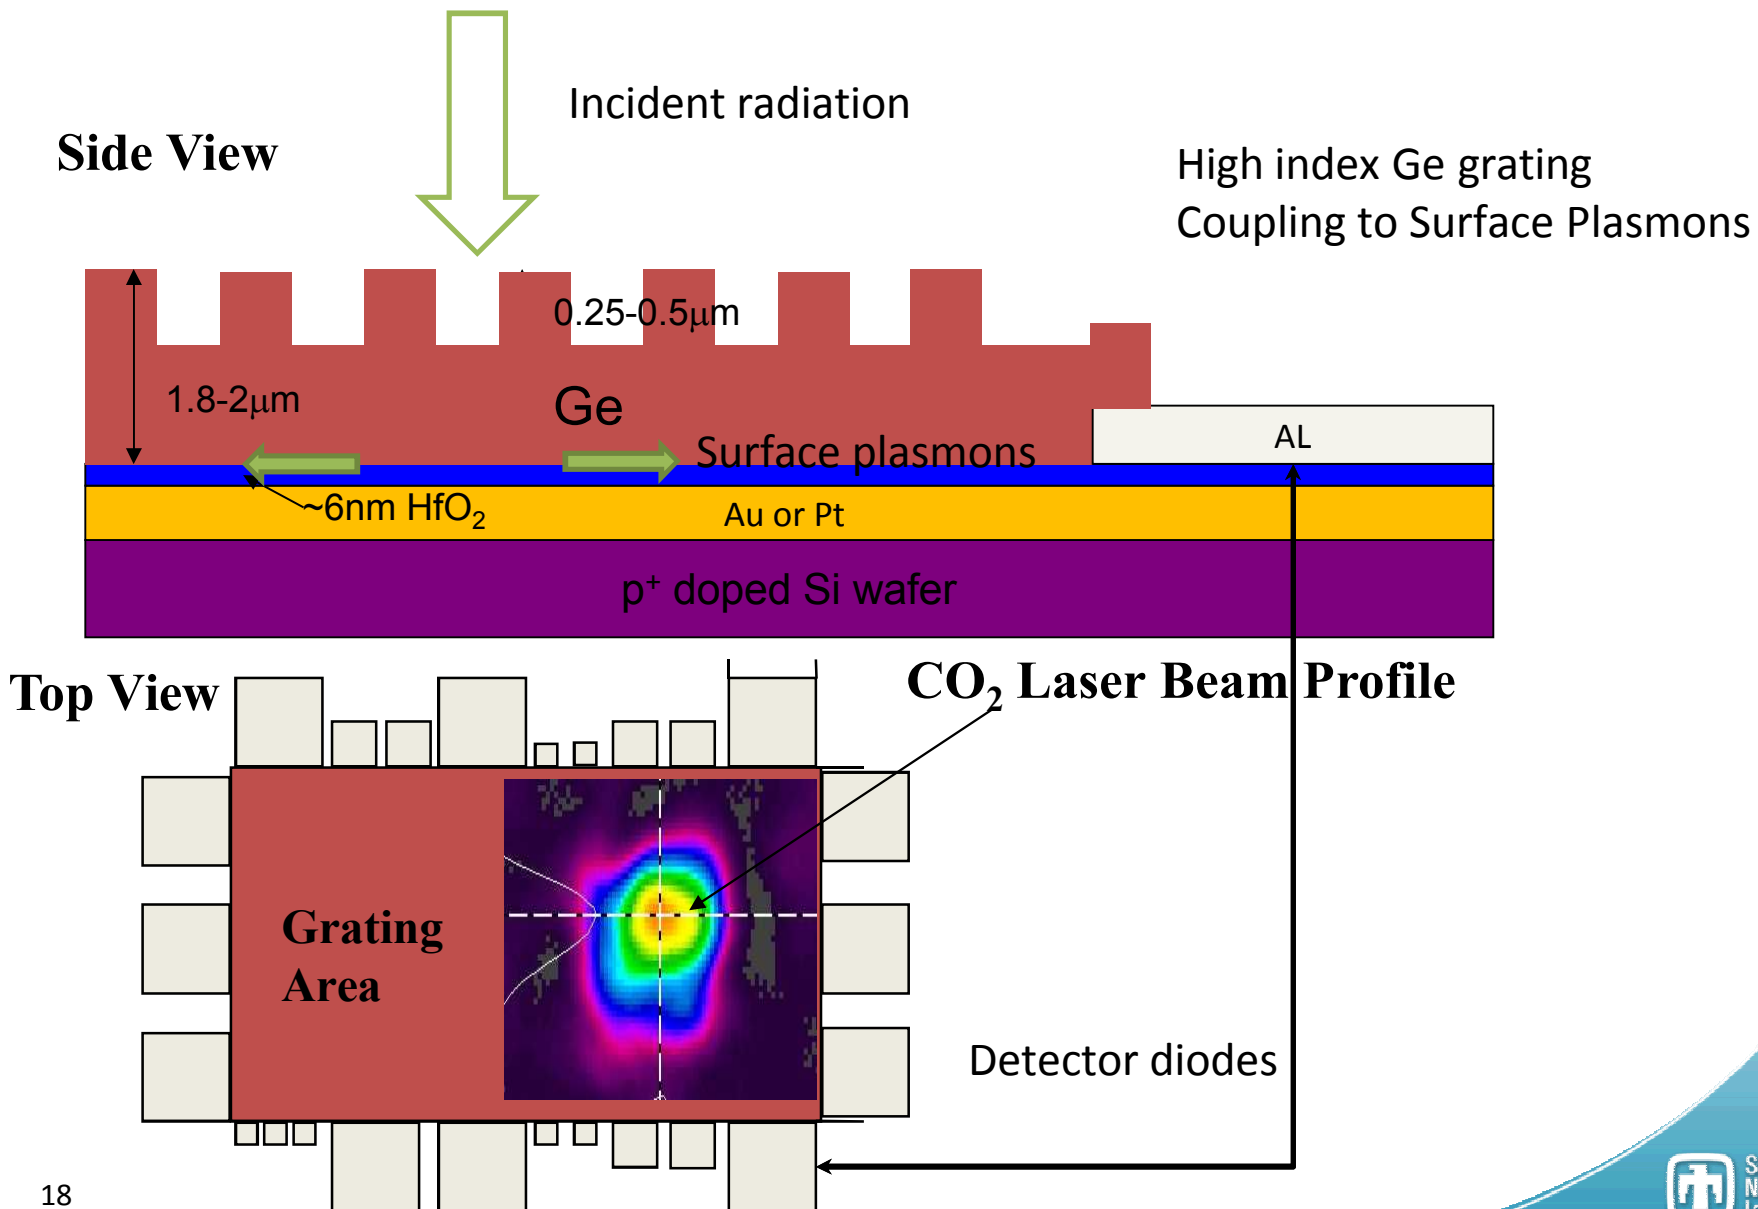 Incident radiation
Side View
High index Ge grating
Coupling to Surface Plasmons
0.25-0.5μm
1.8-2μm
Ge
AL
Surface plasmons
~6nm HfO₂
Au or Pt
p⁺ doped Si wafer
Top View
CO₂ Laser Beam Profile
Grating
Area
Detector diodes
18